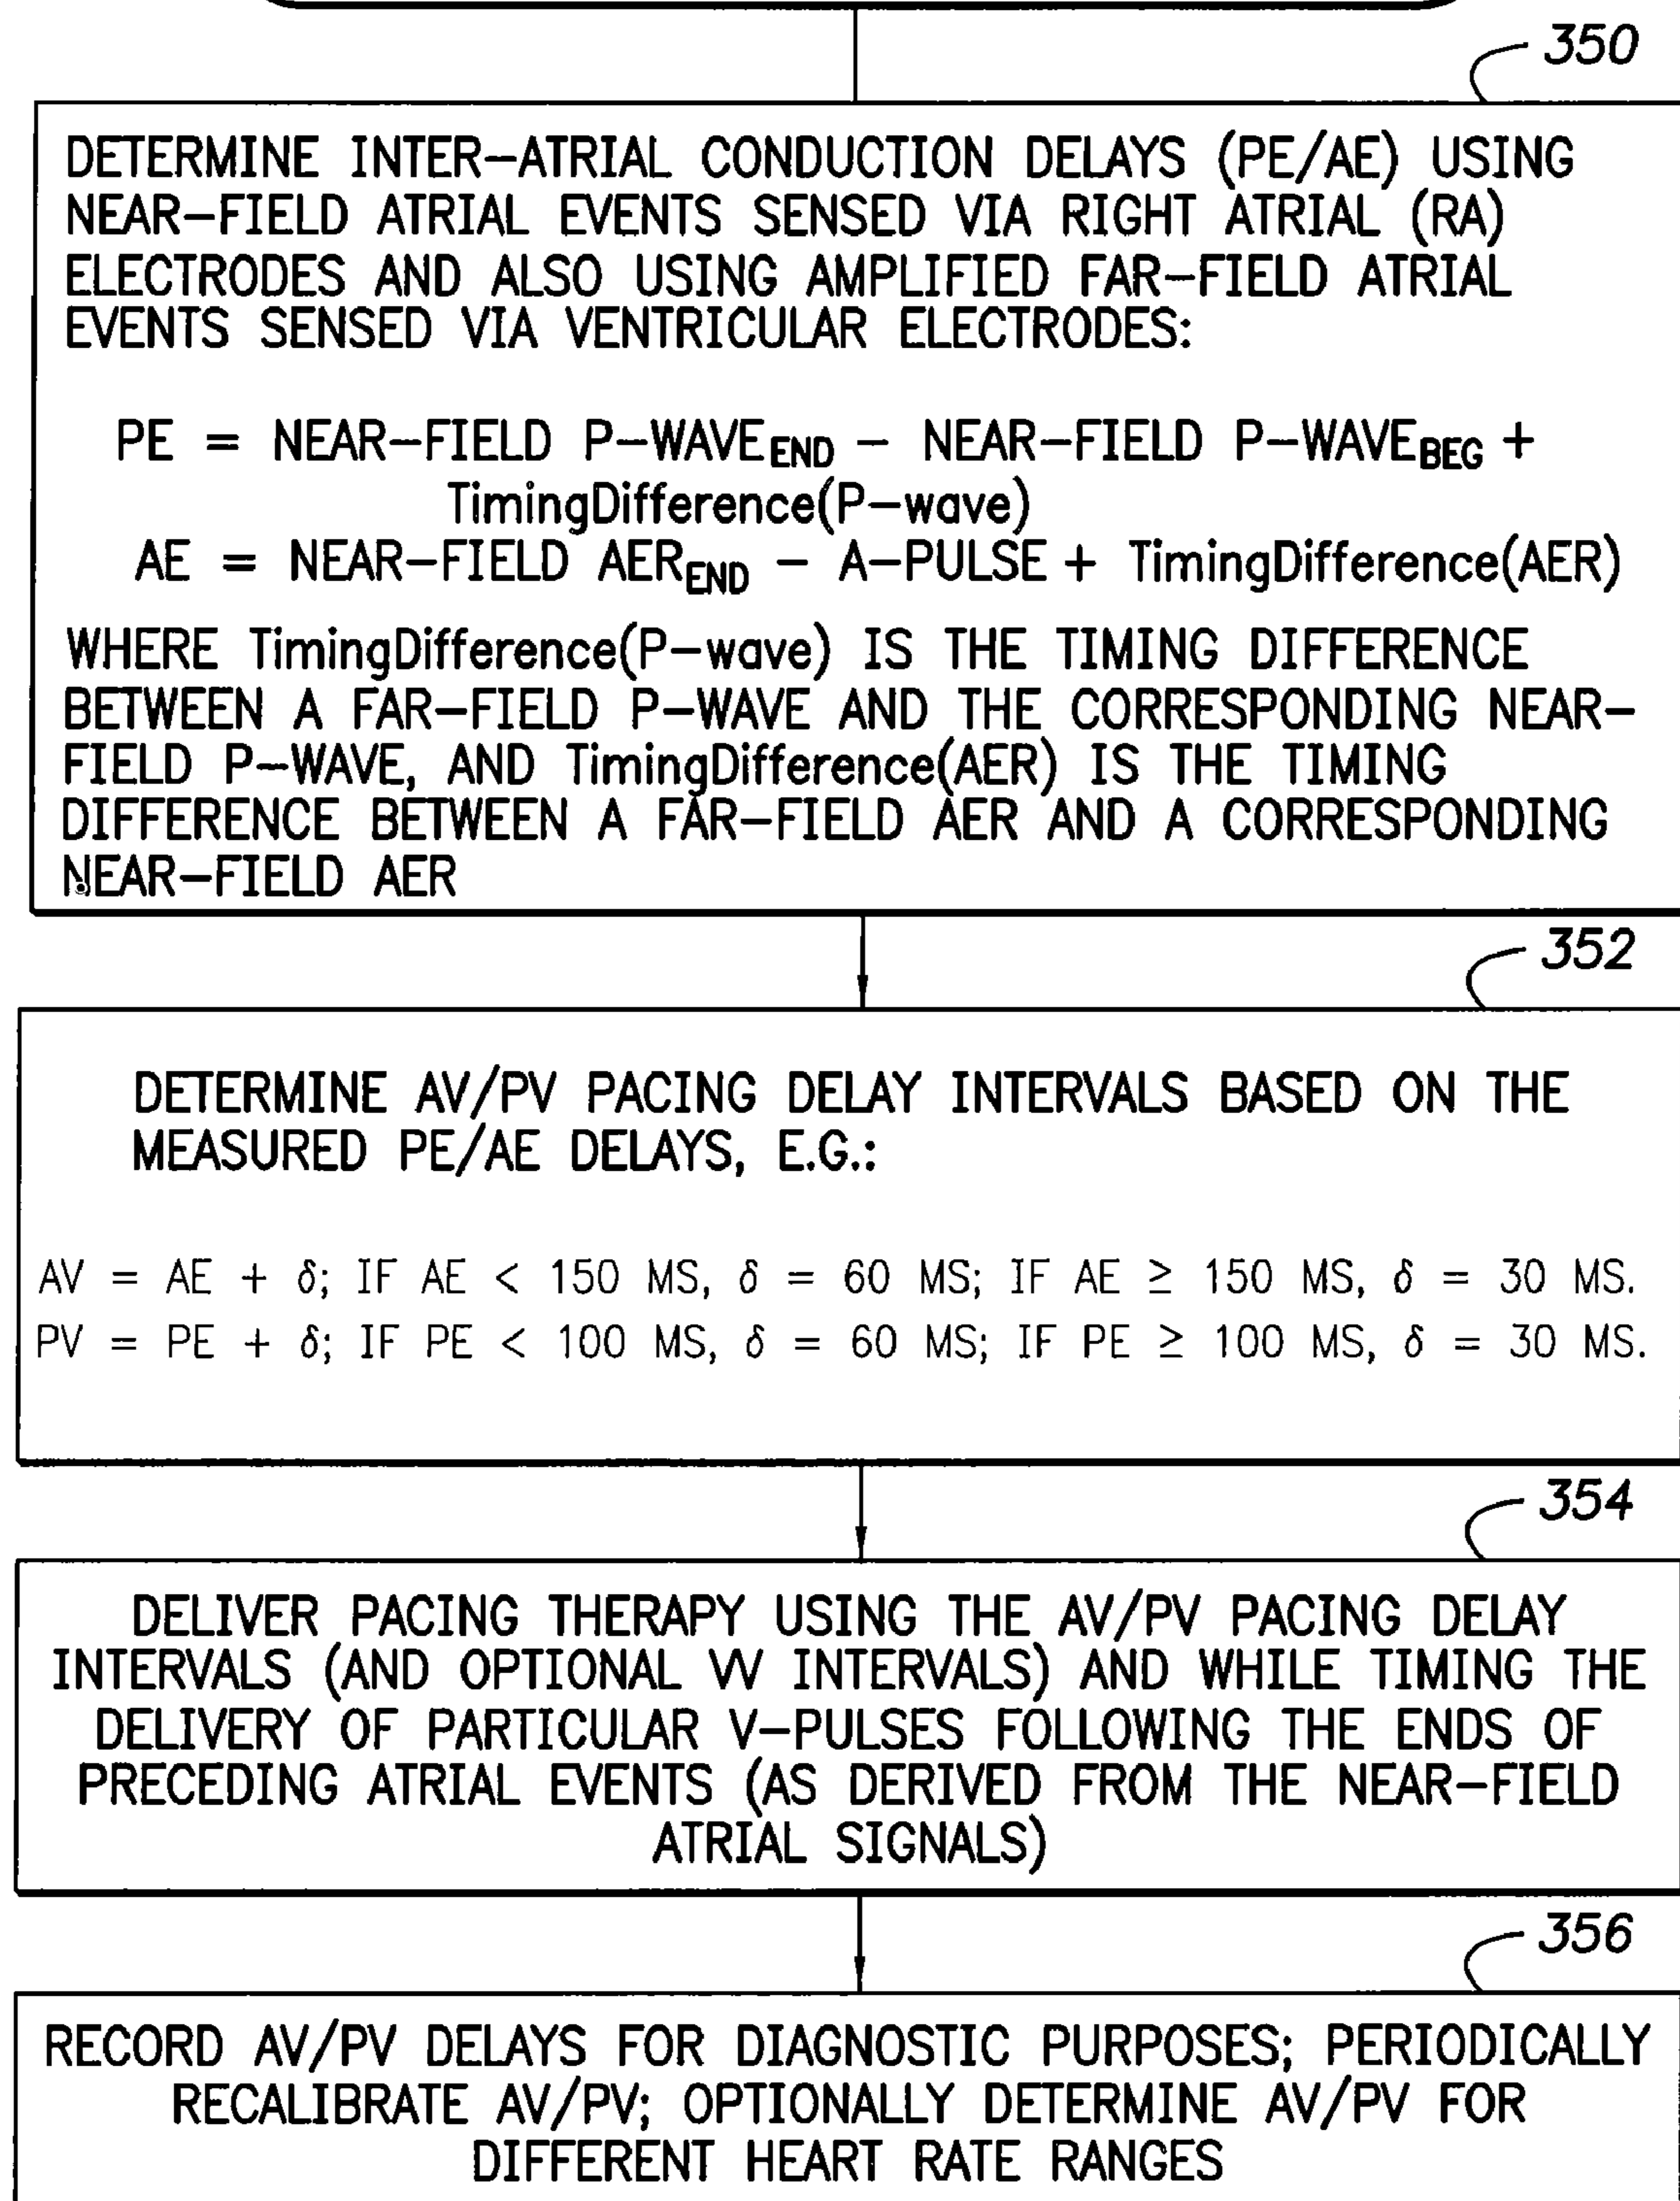 350
DETERMINE INTER-ATRIAL CONDUCTION DELAYS (PE/AE) USING
NEAR-FIELD ATRIAL EVENTS SENSED VIA RIGHT ATRIAL (RA)
ELECTRODES AND ALSO USING AMPLIFIED FAR-FIELD ATRIAL
EVENTS SENSED VIA VENTRICULAR ELECTRODES:
PE = NEAR-FIELD P-WAVE_END - NEAR-FIELD P-WAVE_BEG +
TimingDifference(P-wave)
AE = NEAR-FIELD AER_END - A-PULSE + TimingDifference(AER)
WHERE TimingDifference(P-wave) IS THE TIMING DIFFERENCE
BETWEEN A FAR-FIELD P-WAVE AND THE CORRESPONDING NEAR-
FIELD P-WAVE, AND TimingDifference(AER) IS THE TIMING
DIFFERENCE BETWEEN A FAR-FIELD AER AND A CORRESPONDING
NEAR-FIELD AER
352
DETERMINE AV/PV PACING DELAY INTERVALS BASED ON THE
MEASURED PE/AE DELAYS, E.G.:
AV = AE + δ; IF AE < 150 MS, δ = 60 MS; IF AE ≥ 150 MS, δ = 30 MS.
PV = PE + δ; IF PE < 100 MS, δ = 60 MS; IF PE ≥ 100 MS, δ = 30 MS.
354
DELIVER PACING THERAPY USING THE AV/PV PACING DELAY
INTERVALS (AND OPTIONAL VV INTERVALS) AND WHILE TIMING THE
DELIVERY OF PARTICULAR V-PULSES FOLLOWING THE ENDS OF
PRECEDING ATRIAL EVENTS (AS DERIVED FROM THE NEAR-FIELD
ATRIAL SIGNALS)
356
RECORD AV/PV DELAYS FOR DIAGNOSTIC PURPOSES; PERIODICALLY
RECALIBRATE AV/PV; OPTIONALLY DETERMINE AV/PV FOR
DIFFERENT HEART RATE RANGES